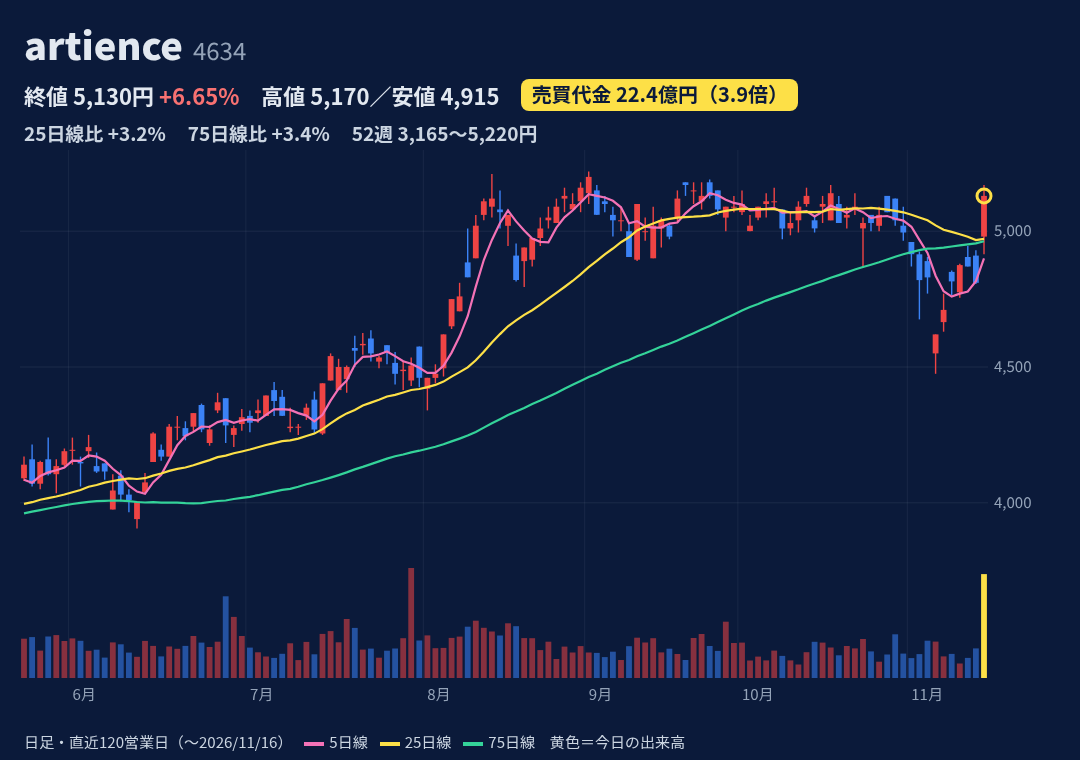 artience 4634
終値 5,130円 +6.65% 高値 5,170／安値 4,915 売買代金 22.4億円（3.9倍）
25日線比 +3.2% 75日線比 +3.4% 52週 3,165〜5,220円
5,000
4,500
4,000
6月 7月 8月 9月 10月 11月
日足・直近120営業日（〜2026/11/16） 5日線 25日線 75日線 黄色＝今日の出来高